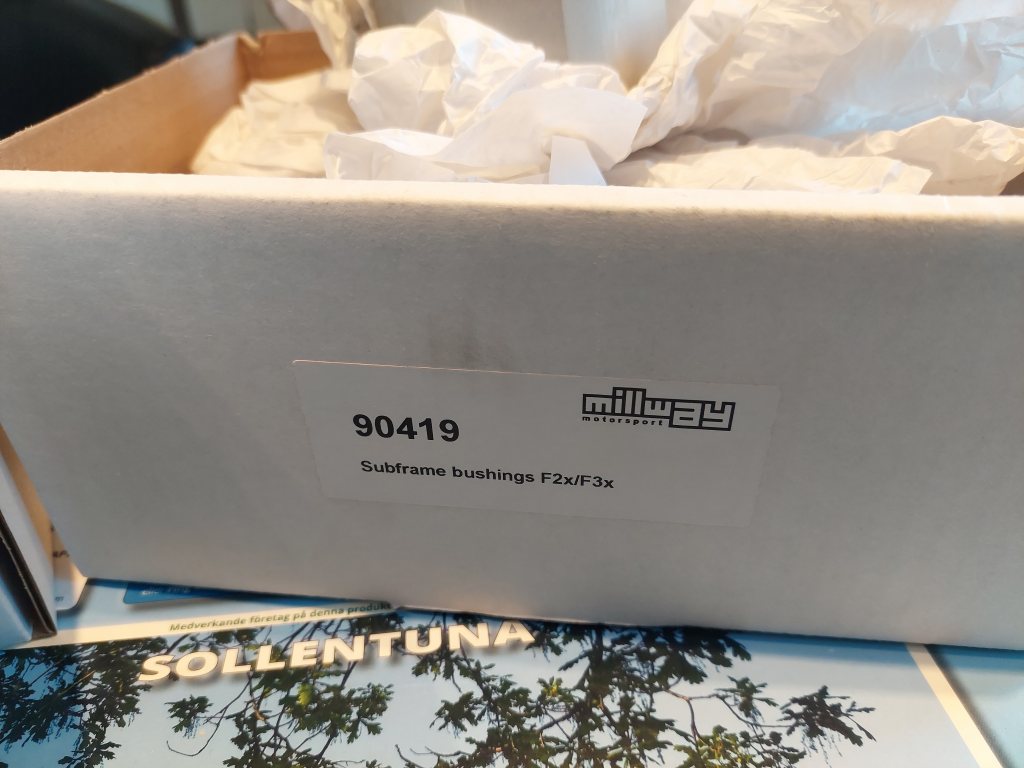 millway
motorsport
90419
Subframe bushings F2x/F3x
Medverkande företag på denna produkt
SOLLENTUNA